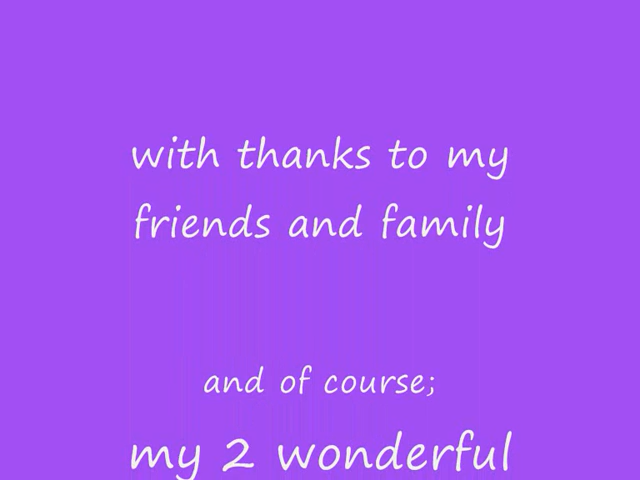 with thanks to my
friends and family
and of course;
my 2 wonderful